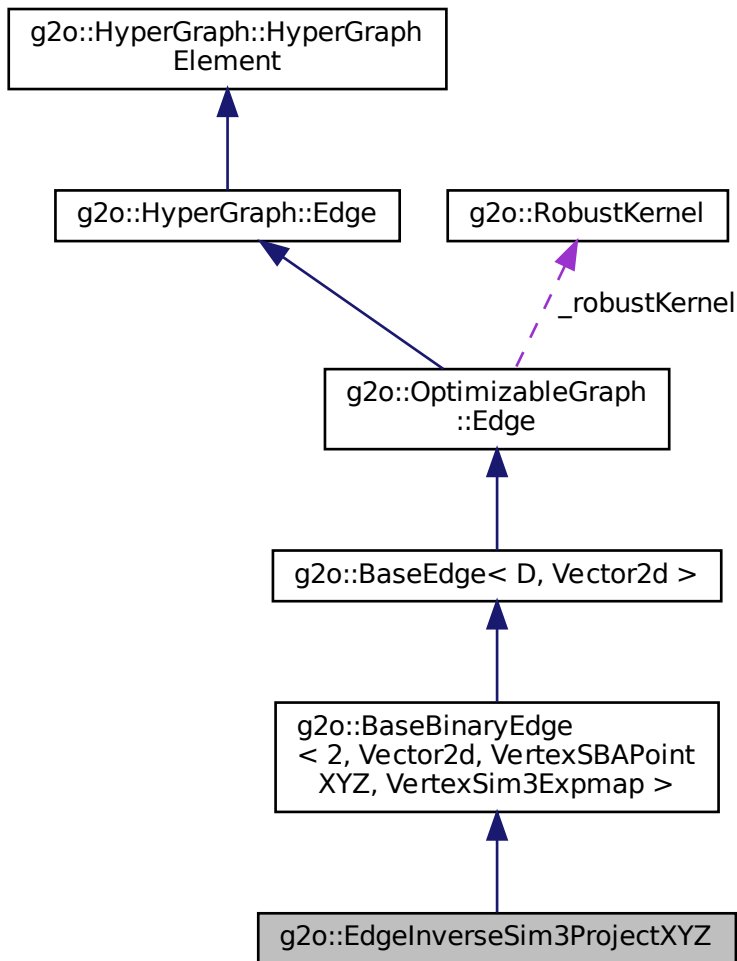 g2o::HyperGraph::HyperGraph
Element
g2o::HyperGraph::Edge
g2o::RobustKernel
_robustKernel
g2o::OptimizableGraph
::Edge
g2o::BaseEdge< D, Vector2d >
g2o::BaseBinaryEdge
< 2, Vector2d, VertexSBAPoint
XYZ, VertexSim3Expmap >
g2o::EdgeInverseSim3ProjectXYZ